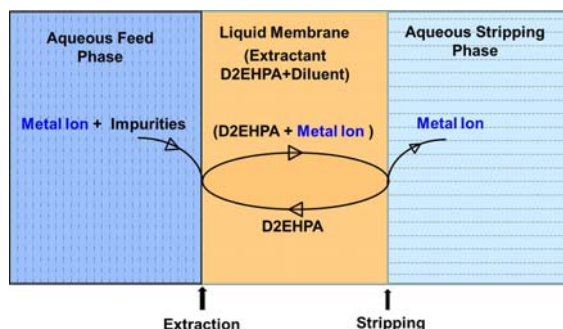 Aqueous Feed
Phase
Liquid Membrane
(Extractant
D2EHPA+Diluent)
Aqueous Stripping
Phase
Metal Ion + Impurities
(D2EHPA + Metal Ion )
Metal Ion
D2EHPA
Extraction
Stripping